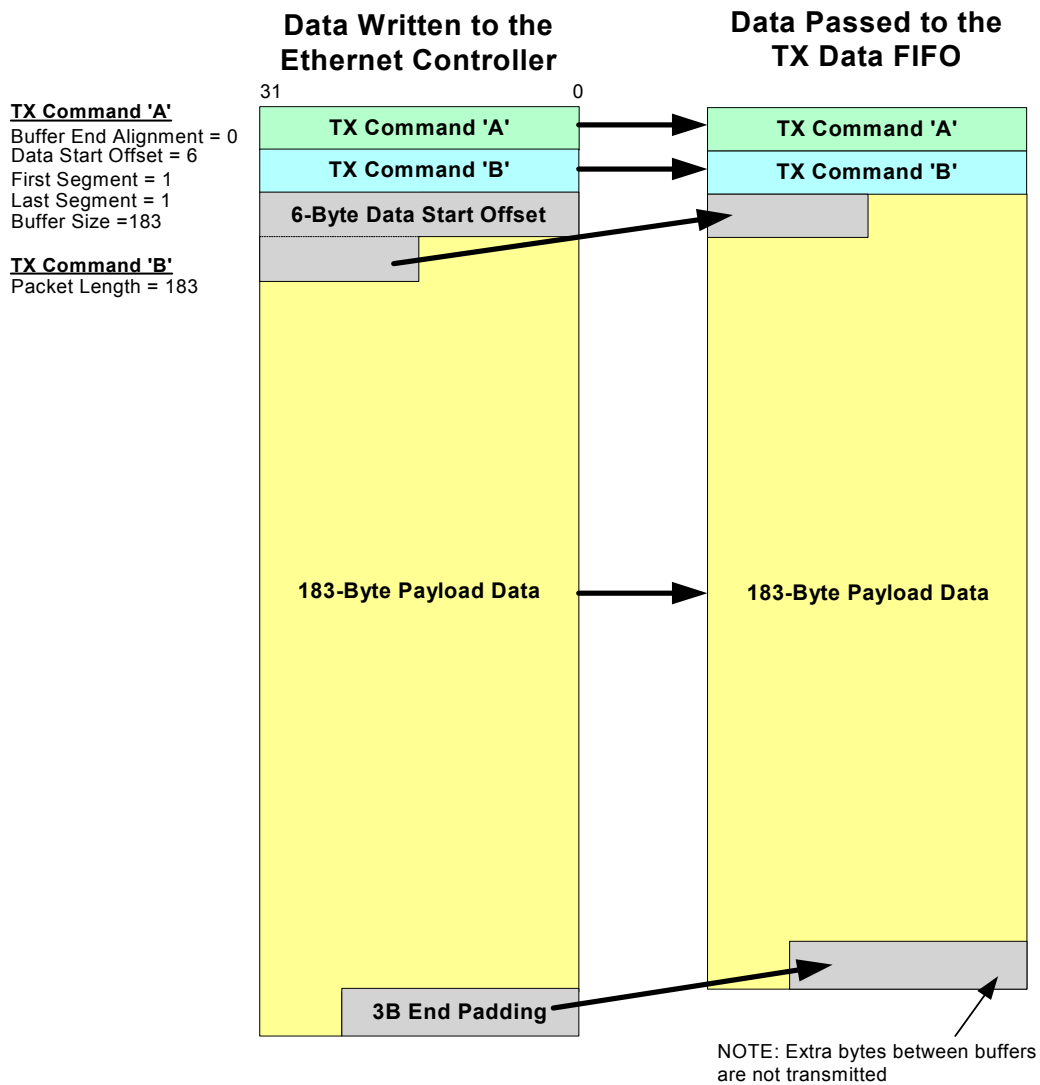 Data Written to the
Ethernet Controller
Data Passed to the
TX Data FIFO
31
0
TX Command 'A'
Buffer End Alignment = 0
Data Start Offset = 6
First Segment = 1
Last Segment = 1
Buffer Size =183
TX Command 'B'
Packet Length = 183
TX Command 'A'
TX Command 'B'
6-Byte Data Start Offset
183-Byte Payload Data
3B End Padding
TX Command 'A'
TX Command 'B'
183-Byte Payload Data
NOTE: Extra bytes between buffers
are not transmitted